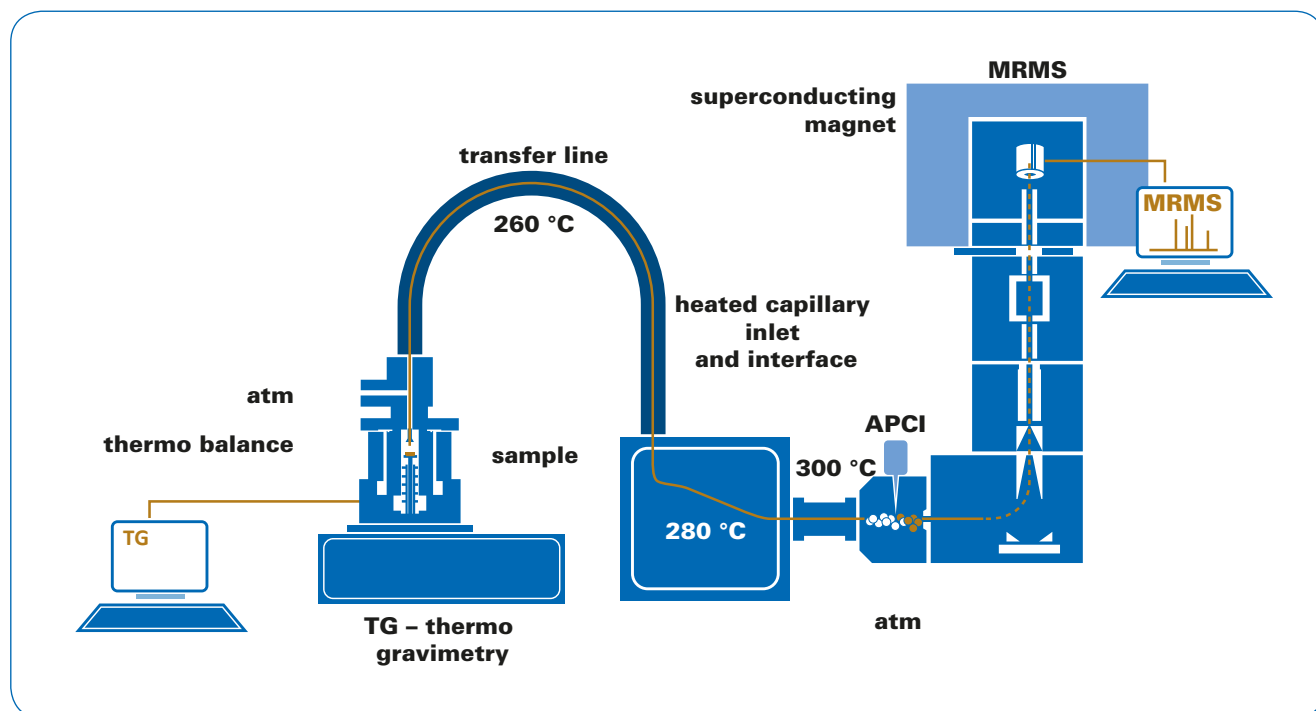 MRMS
superconducting
magnet
transfer line
260 °C
MRMS
heated capillary
inlet
and interface
atm
thermo balance
sample
APCI
300 °C
TG
280 °C
TG – thermo
gravimetry
atm